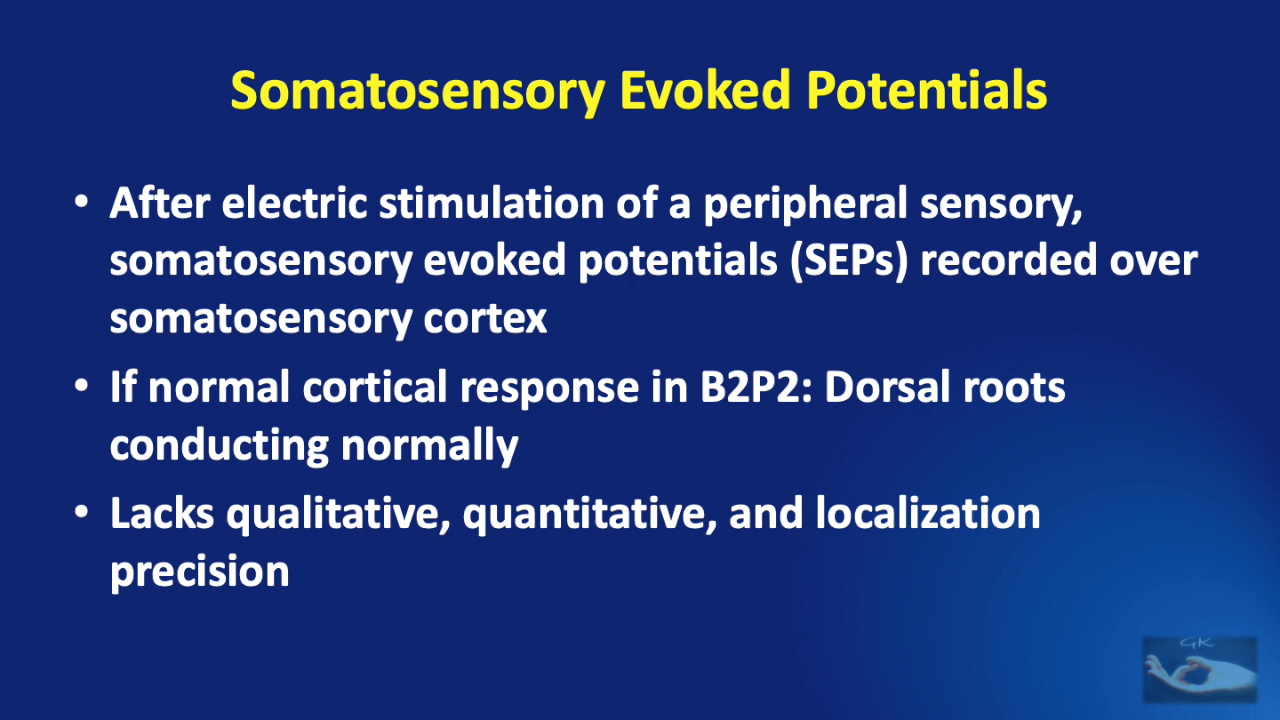 Somatosensory Evoked Potentials
• After electric stimulation of a peripheral sensory,
somatosensory evoked potentials (SEPs) recorded over
somatosensory cortex
• If normal cortical response in B2P2: Dorsal roots
conducting normally
• Lacks qualitative, quantitative, and localization
precision
GK